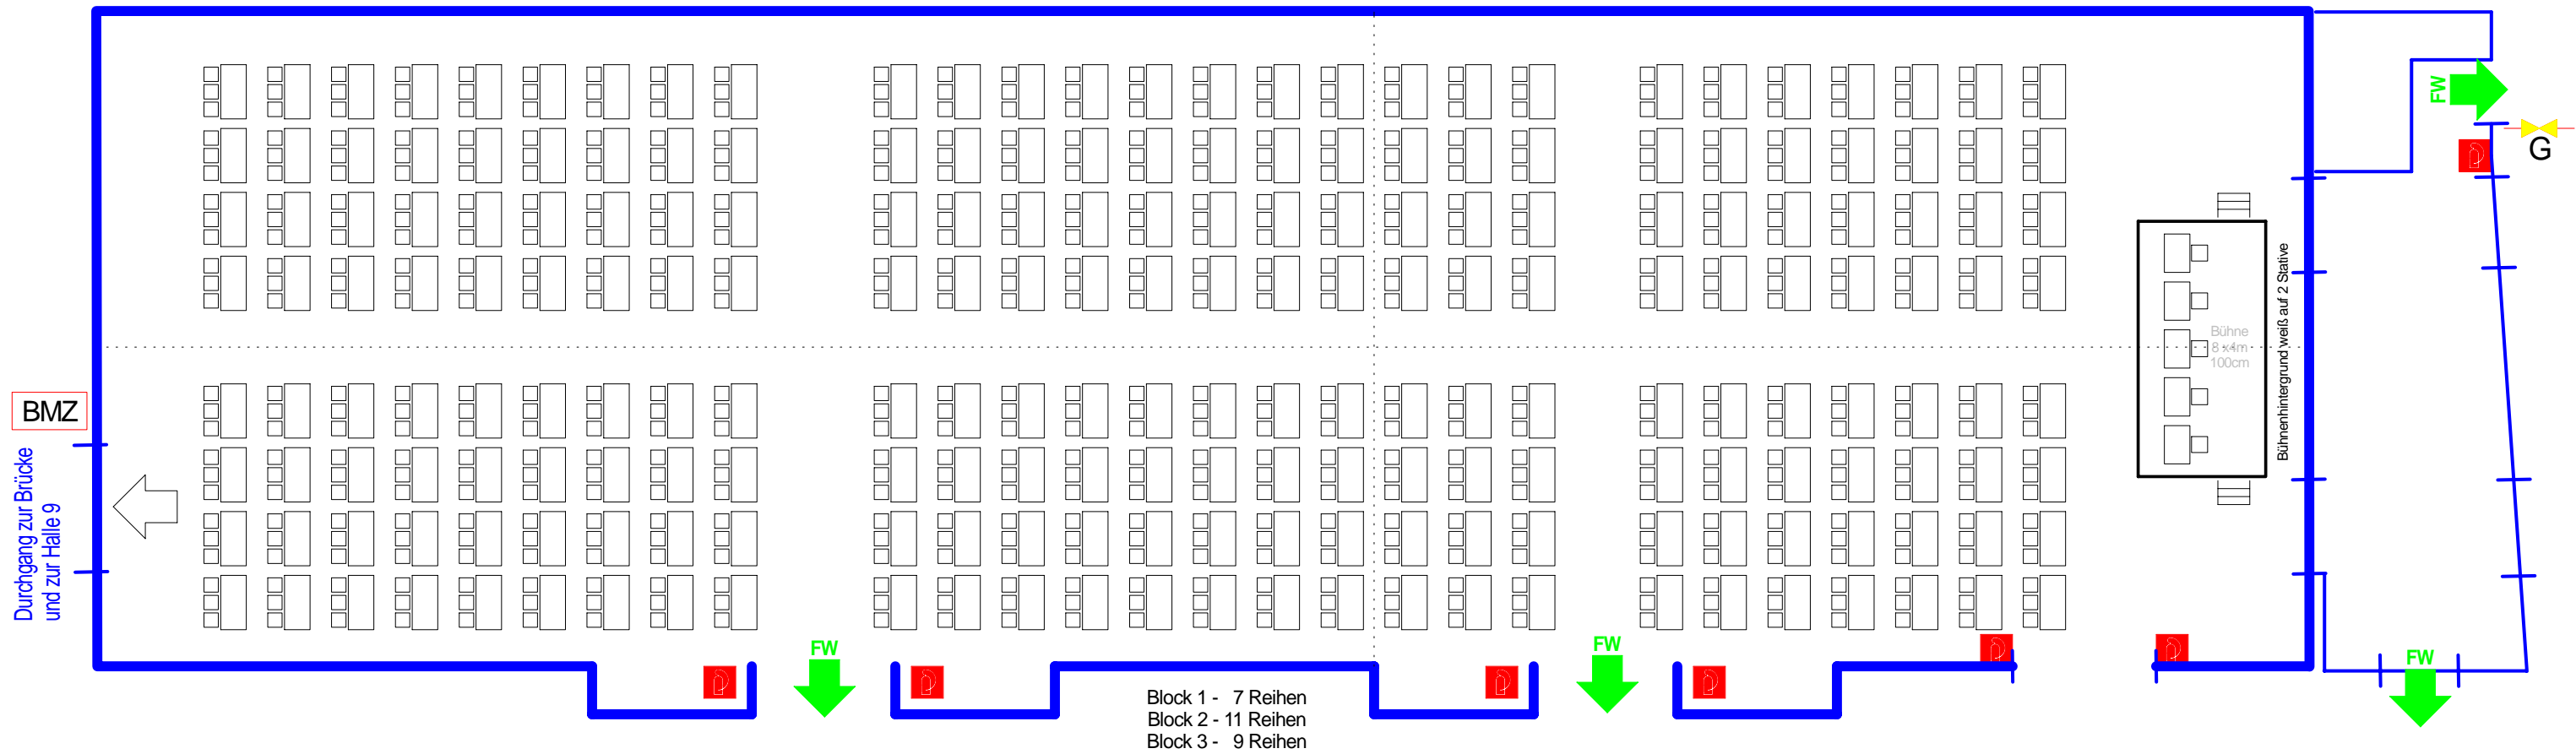 FW
G
Bühnenhintergrund weiß auf 2 Stative
Bühne
8 x4m
100cm
BMZ
Durchgang zur Brücke
und zur Halle 9
FW
FW
FW
Block 1 - 7 Reihen
Block 2 - 11 Reihen
Block 3 - 9 Reihen